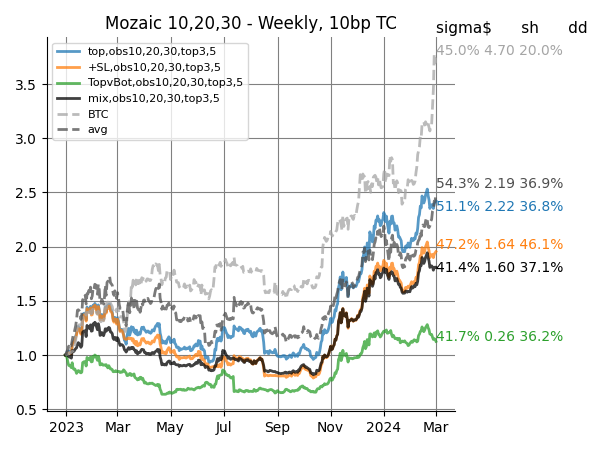 Mozaic 10,20,30 - Weekly, 10bp TC
sigma$ sh dd
45.0% 4.70 20.0%
top,obs10,20,30,top3,5
+SL,obs10,20,30,top3,5
TopvBot,obs10,20,30,top3,5
mix,obs10,20,30,top3,5
BTC
avg
3.5
3.0
2.5
2.0
1.5
1.0
0.5
54.3% 2.19 36.9%
51.1% 2.22 36.8%
47.2% 1.64 46.1%
41.4% 1.60 37.1%
41.7% 0.26 36.2%
2023 Mar May Jul Sep Nov 2024 Mar